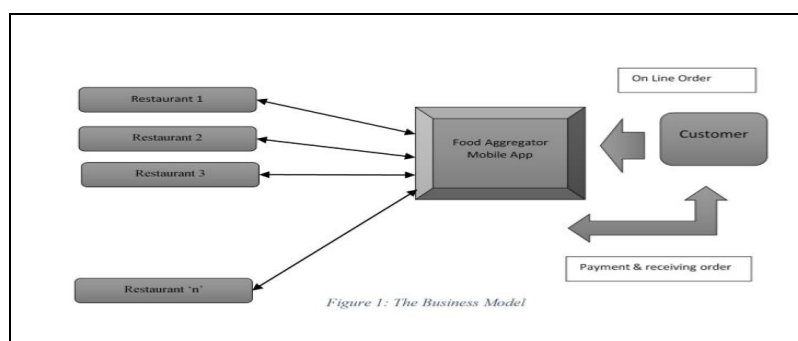 On Line Order
Restaurant 1
Restaurant 2
Restaurant 3
Food Aggregator
Mobile App
Customer
Payment & receiving order
Restaurant ‘n’
Figure 1: The Business Model